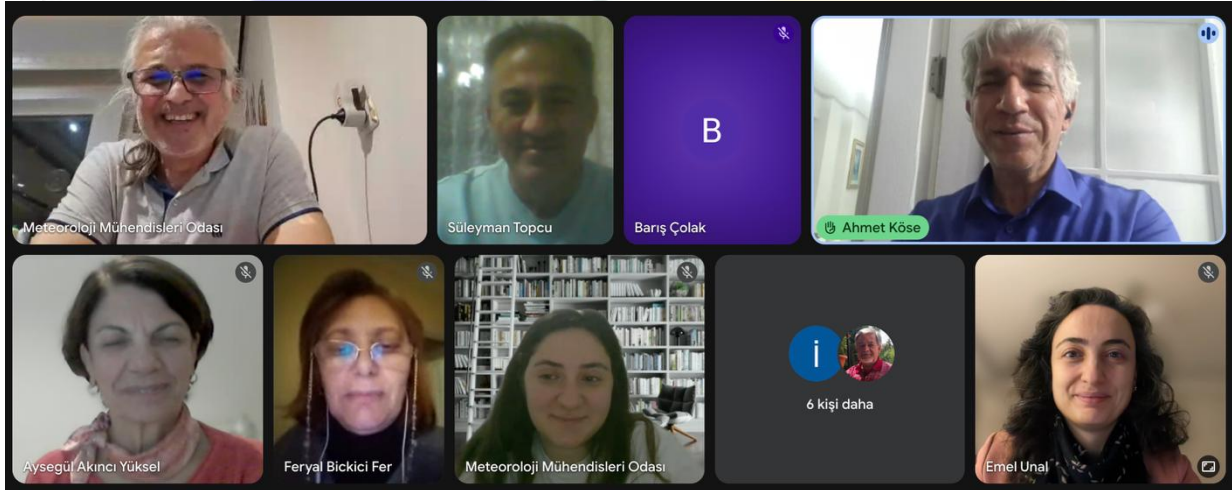 Meteoroloji Mühendisleri Odası
Süleyman Topcu
B
Barış Çolak
Ahmet Köse
Aysegül Akıncı Yüksel
Feryal Bickici Fer
Meteoroloji Mühendisleri Odası
i
6 kişi daha
Emel Unal